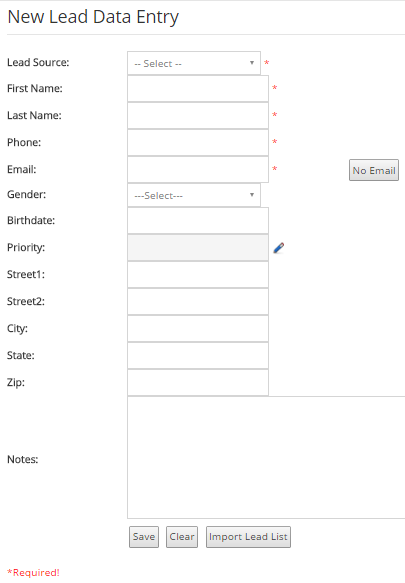 New Lead Data Entry
Lead Source: -- Select -- *
First Name: *
Last Name: *
Phone: *
Email: * No Email
Gender: ---Select---
Birthdate:
Priority:
Street1:
Street2:
City:
State:
Zip:
Notes:
Save Clear Import Lead List
*Required!